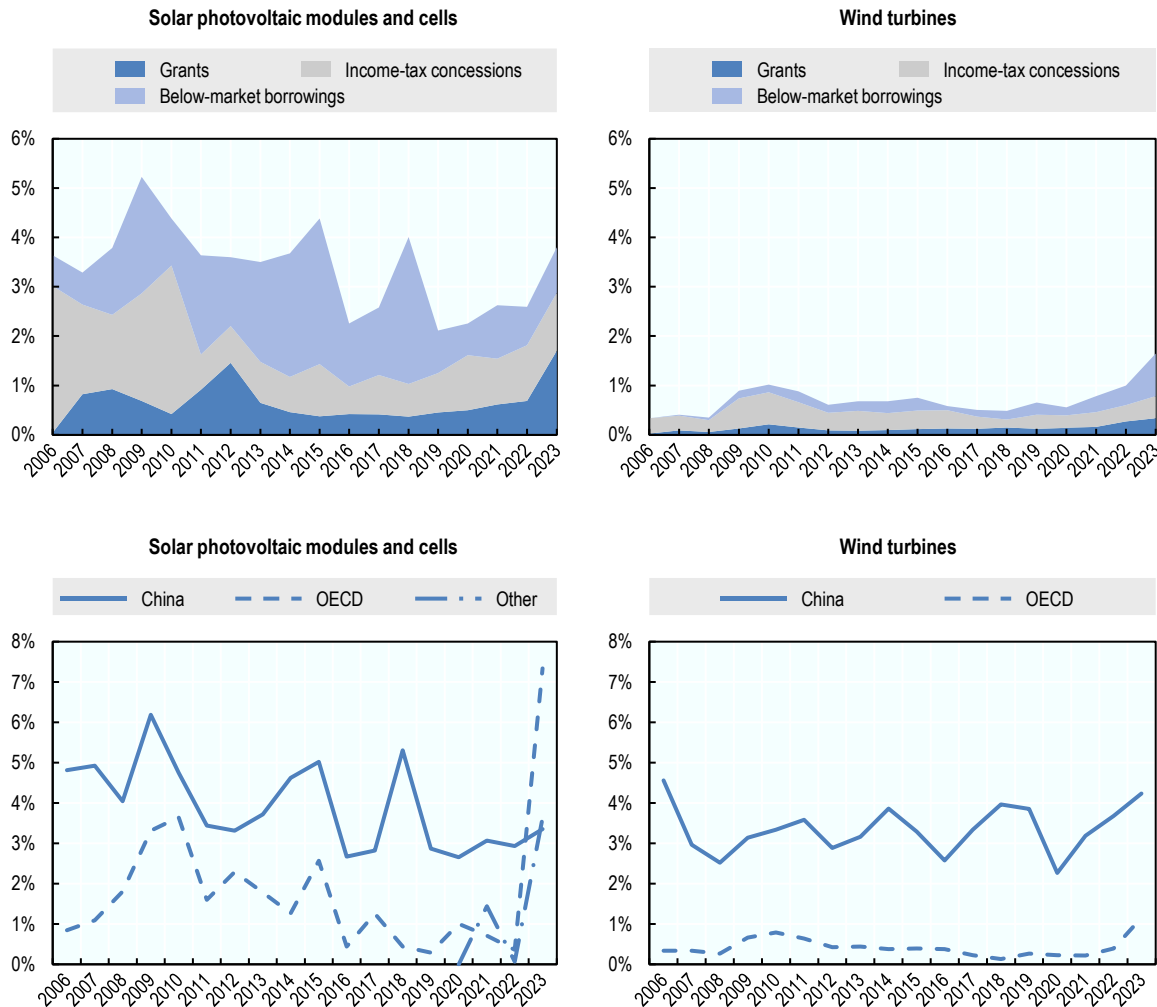 Solar photovoltaic modules and cells
Grants Income-tax concessions
Below-market borrowings
6%
5%
4%
3%
2%
1%
0%
2006 2007 2008 2009 2010 2011 2012 2013 2014 2015 2016 2017 2018 2019 2020 2021 2022 2023
Wind turbines
Grants Income-tax concessions
Below-market borrowings
6%
5%
4%
3%
2%
1%
0%
2006 2007 2008 2009 2010 2011 2012 2013 2014 2015 2016 2017 2018 2019 2020 2021 2022 2023
Solar photovoltaic modules and cells
China OECD Other
8%
7%
6%
5%
4%
3%
2%
1%
0%
2006 2007 2008 2009 2010 2011 2012 2013 2014 2015 2016 2017 2018 2019 2020 2021 2022 2023
Wind turbines
China OECD
8%
7%
6%
5%
4%
3%
2%
1%
0%
2006 2007 2008 2009 2010 2011 2012 2013 2014 2015 2016 2017 2018 2019 2020 2021 2022 2023